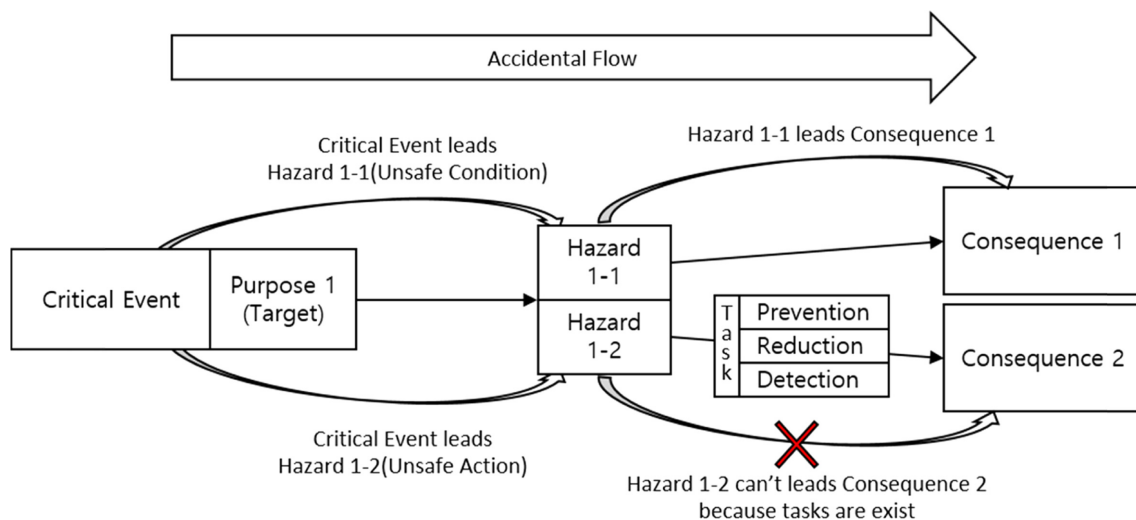 Accidental Flow
Critical Event leads
Hazard 1-1(Unsafe Condition)
Hazard 1-1 leads Consequence 1
Critical Event
Purpose 1
(Target)
Hazard
1-1
Hazard
1-2
Task
Prevention
Reduction
Detection
Consequence 1
Consequence 2
Critical Event leads
Hazard 1-2(Unsafe Action)
Hazard 1-2 can't leads Consequence 2
because tasks are exist